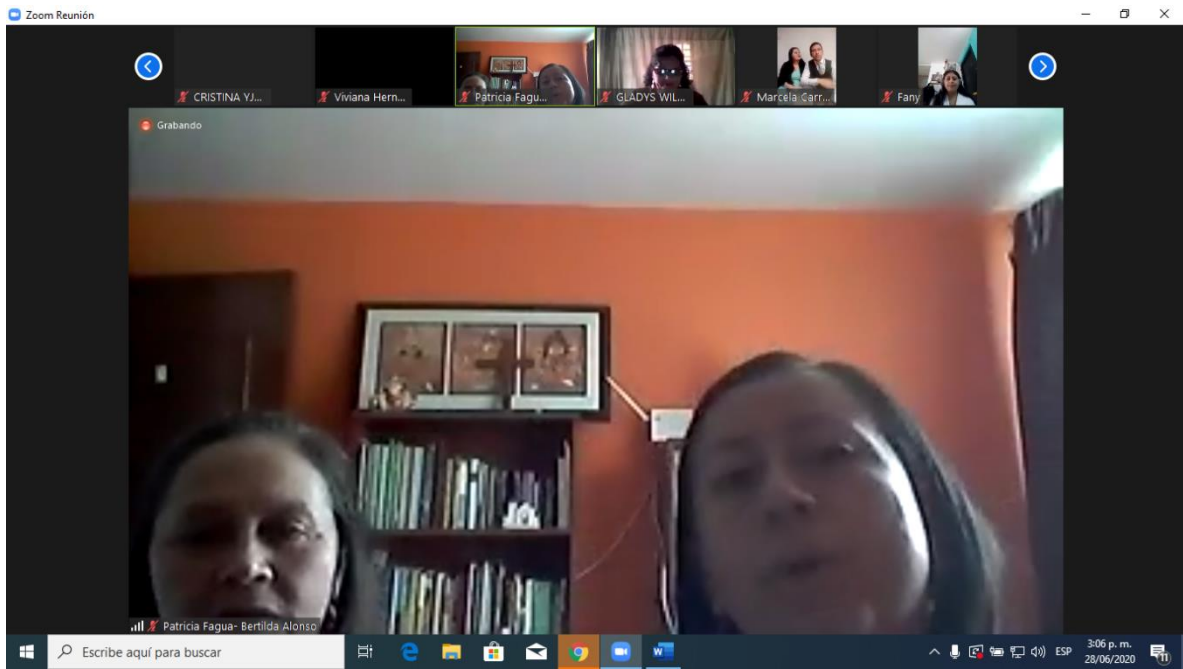 Zoom Reunión
CRISTINA YJ...
Viviana Hern...
Patricia Fagu...
GLADYS WIL...
Marcela Carr...
Fany
Grabando
Patricia Fagua- Bertilda Alonso
Escribe aquí para buscar
ESP
3:06 p. m.
28/06/2020